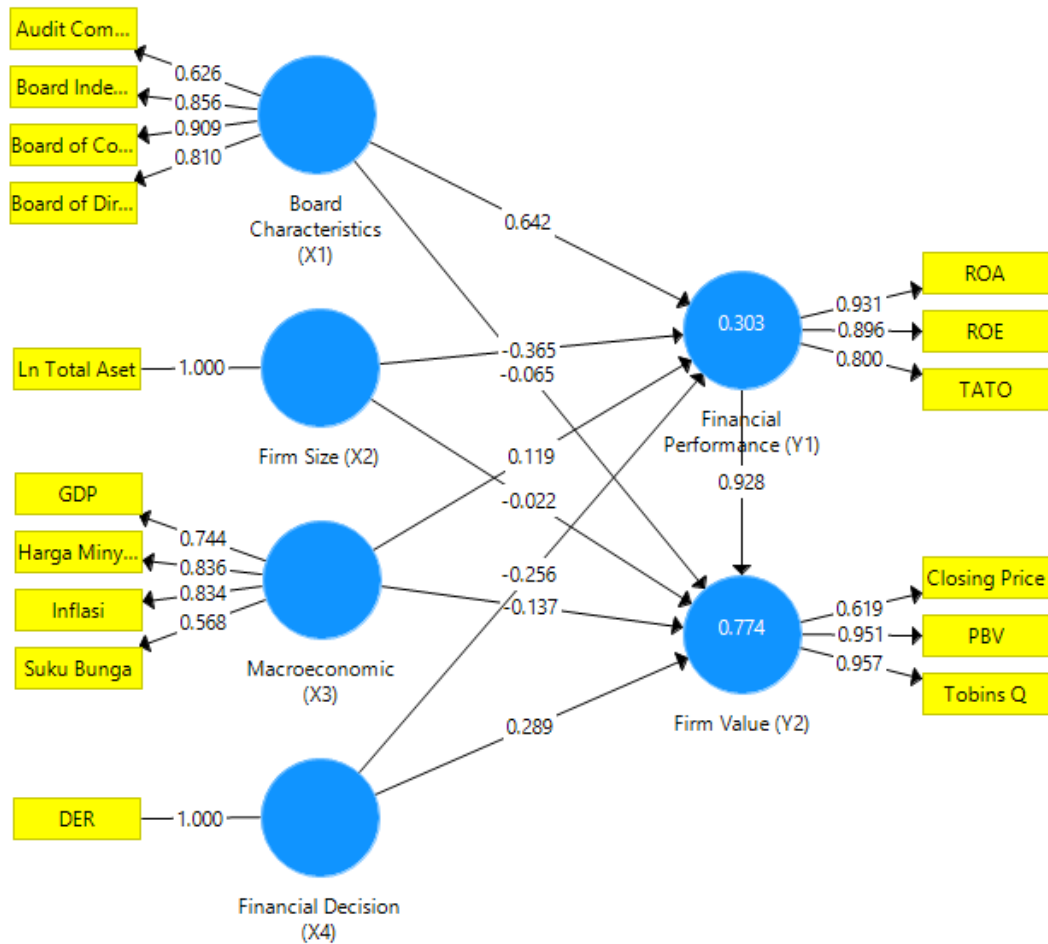 Audit Com...
0.626
Board Inde...
0.856
Board of Co...
0.909
Board of Dir...
0.810
Board
Characteristics
(X1)
0.642
-0.065
Ln Total Aset
1.000
Firm Size (X2)
-0.365
-0.022
GDP
0.744
Harga Miny...
0.836
Inflasi
0.834
Suku Bunga
0.568
Macroeconomic
(X3)
0.119
-0.137
DER
1.000
Financial Decision
(X4)
-0.256
0.289
0.303
Financial
Performance (Y1)
0.928
ROA
0.931
ROE
0.896
TATO
0.800
0.774
Firm Value (Y2)
Closing Price
0.619
PBV
0.951
Tobins Q
0.957